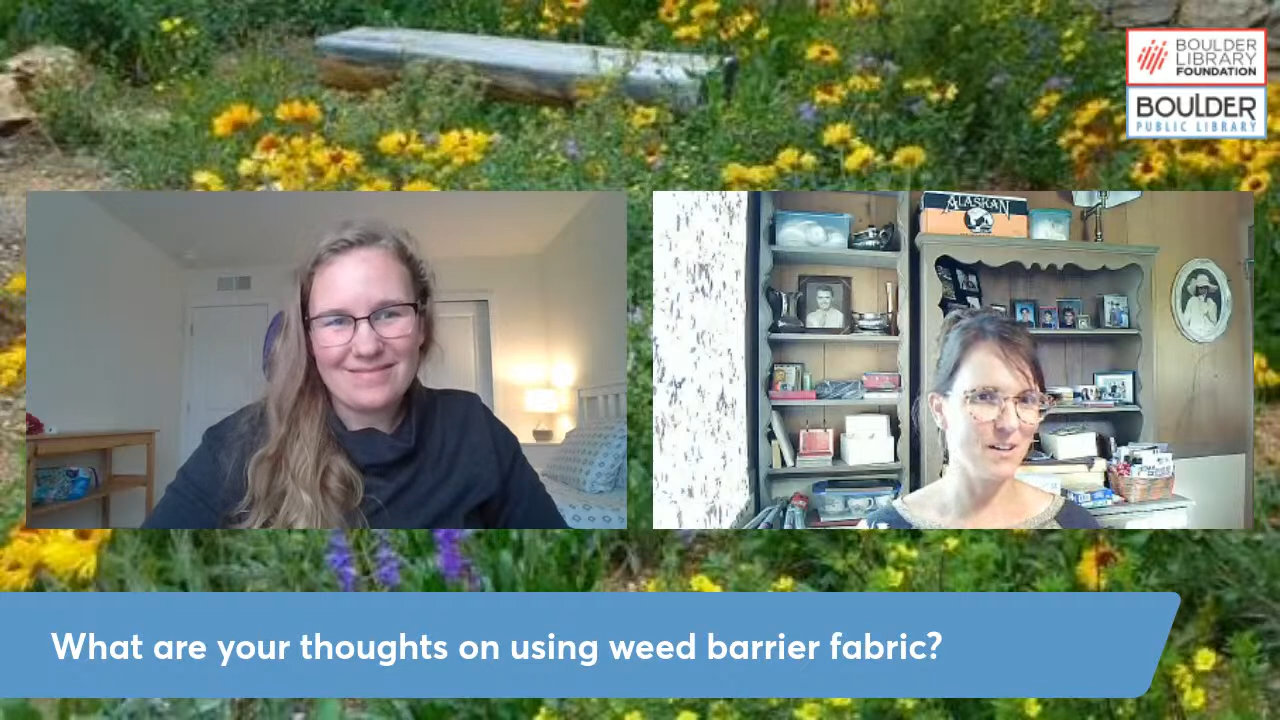 BOULDER
LIBRARY
FOUNDATION
BOULDER
PUBLIC LIBRARY
ALASKAN
What are your thoughts on using weed barrier fabric?